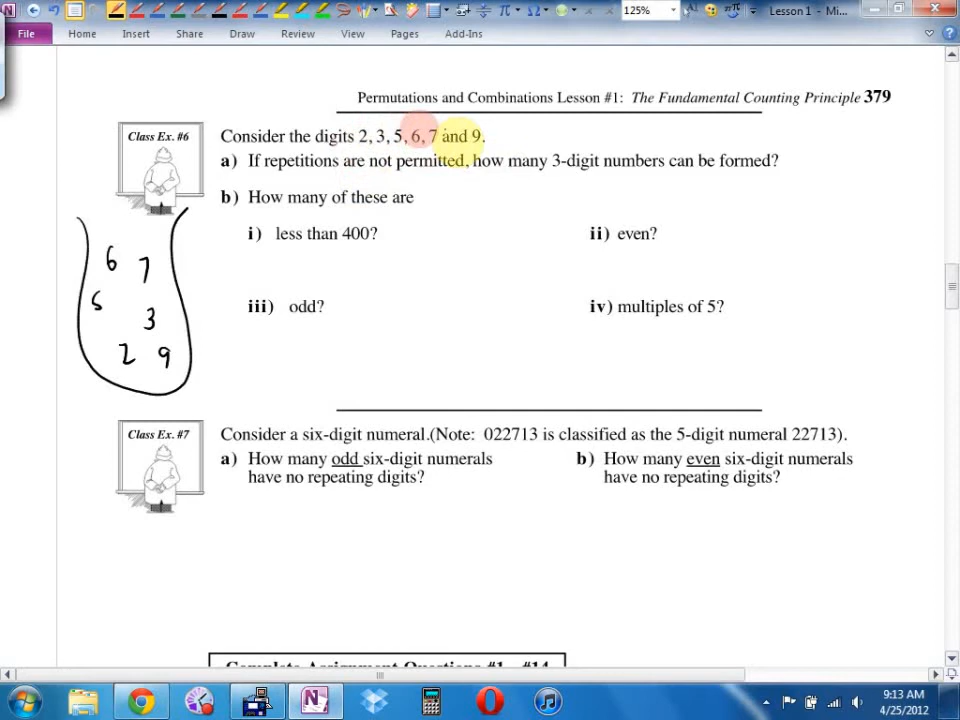 125%
Lesson 1 - Mi...
File Home Insert Share Draw Review View Pages Add-Ins
Permutations and Combinations Lesson #1: The Fundamental Counting Principle 379
Class Ex. #6
Consider the digits 2, 3, 5, 6, 7 and 9.
a) If repetitions are not permitted, how many 3-digit numbers can be formed?
b) How many of these are
i) less than 400?
ii) even?
6 7
5
3
2 9
iii) odd?
iv) multiples of 5?
Class Ex. #7
Consider a six-digit numeral.(Note: 022713 is classified as the 5-digit numeral 22713).
a) How many odd six-digit numerals
have no repeating digits?
b) How many even six-digit numerals
have no repeating digits?
Complete Assignment Questions #1 - #14
9:13 AM
4/25/2012